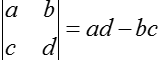 |a b|
|c d| = ad − bc